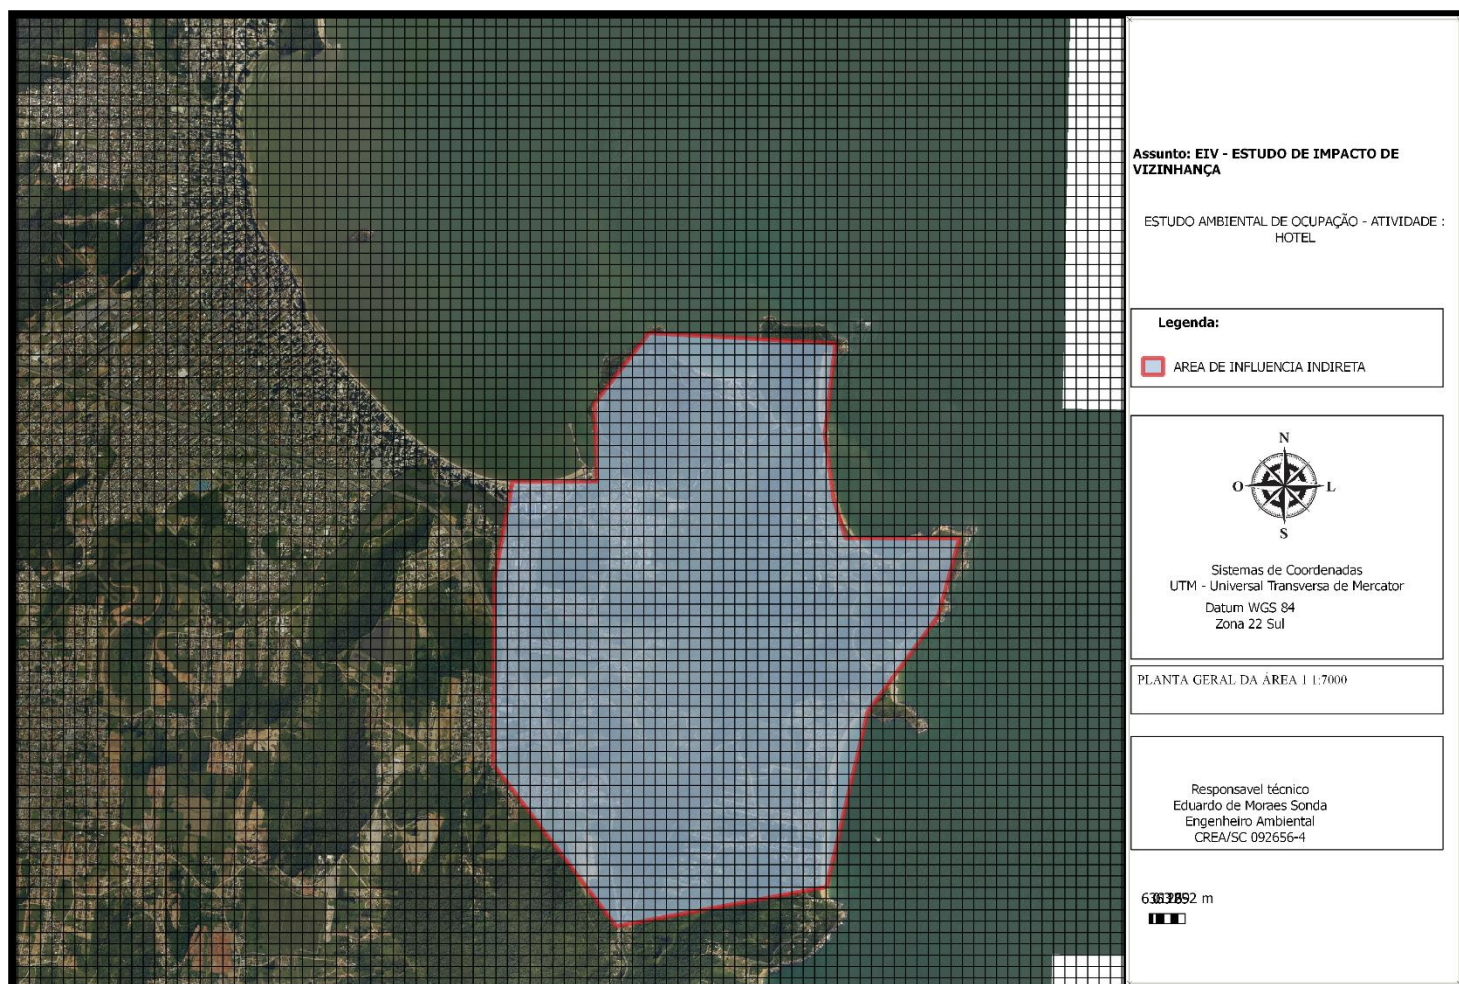 Assunto: EIV - ESTUDO DE IMPACTO DE
VIZINHANÇA
ESTUDO AMBIENTAL DE OCUPAÇÃO - ATIVIDADE :
HOTEL
Legenda:
AREA DE INFLUENCIA INDIRETA
N
O
L
S
Sistemas de Coordenadas
UTM - Universal Transversa de Mercator
Datum WGS 84
Zona 22 Sul
PLANTA GERAL DA ÁREA 1 1:7000
Responsavel técnico
Eduardo de Moraes Sonda
Engenheiro Ambiental
CREA/SC 092656-4
m